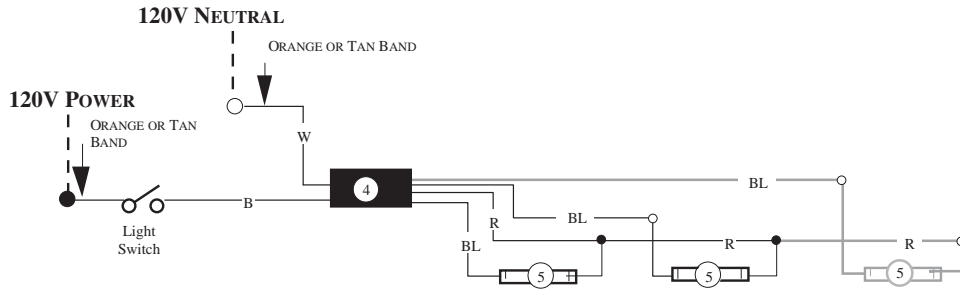 120V NEUTRAL
ORANGE OR TAN BAND
120V POWER
ORANGE OR TAN
BAND
W
4
BL
B
Light
Switch
R
BL
BL
R
R
5
5
5